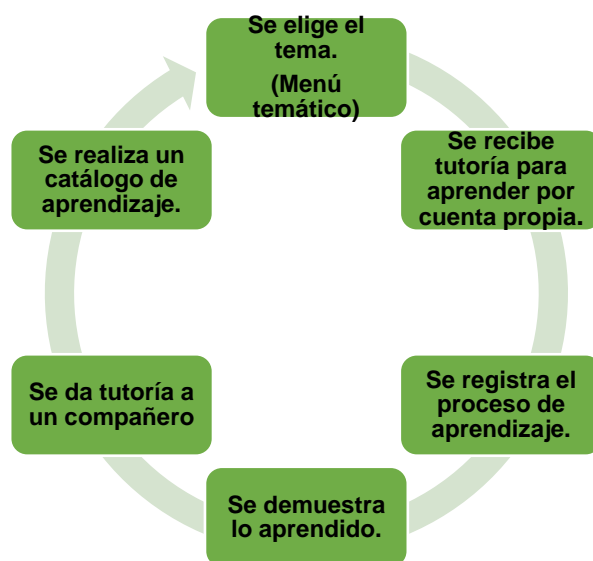 Se elige el
tema.
(Menú
temático)
Se recibe
tutoría para
aprender por
cuenta propia.
Se registra el
proceso de
aprendizaje.
Se demuestra
lo aprendido.
Se da tutoría a
un compañero
Se realiza un
catálogo de
aprendizaje.